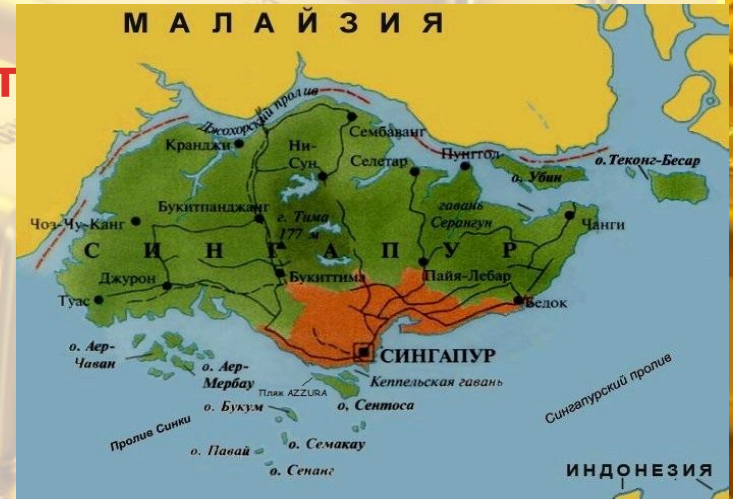 МАЛАЙЗИЯ
Т
Джохорский пролив
Сембаванг
Кранджи
Ни-
Сун
Селетар
Пунггол
о. Теконг-Бесар
о. Убин
Букитпанджанг
гавань
Серангун
Чоз-Чу-Канг
г. Тима
177 м
Чанги
СИНГАПУР
Джурон
Букиттима
Пайя-Лебар
Туас
Бедок
о. Аер-
Чаван
СИНГАПУР
о. Аер-
Мербау
Кеппельская гавань
Пляж AZZURA
о. Букум
о. Сентоса
Сингапурский пролив
Пролив Синки
о. Семакау
о. Павай
о. Сенанг
ИНДОНЕЗИЯ